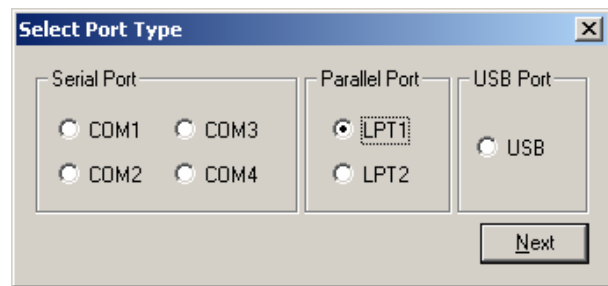 Select Port Type
Serial Port
Parallel Port
USB Port
COM1
COM3
LPT1
USB
COM2
COM4
LPT2
Next